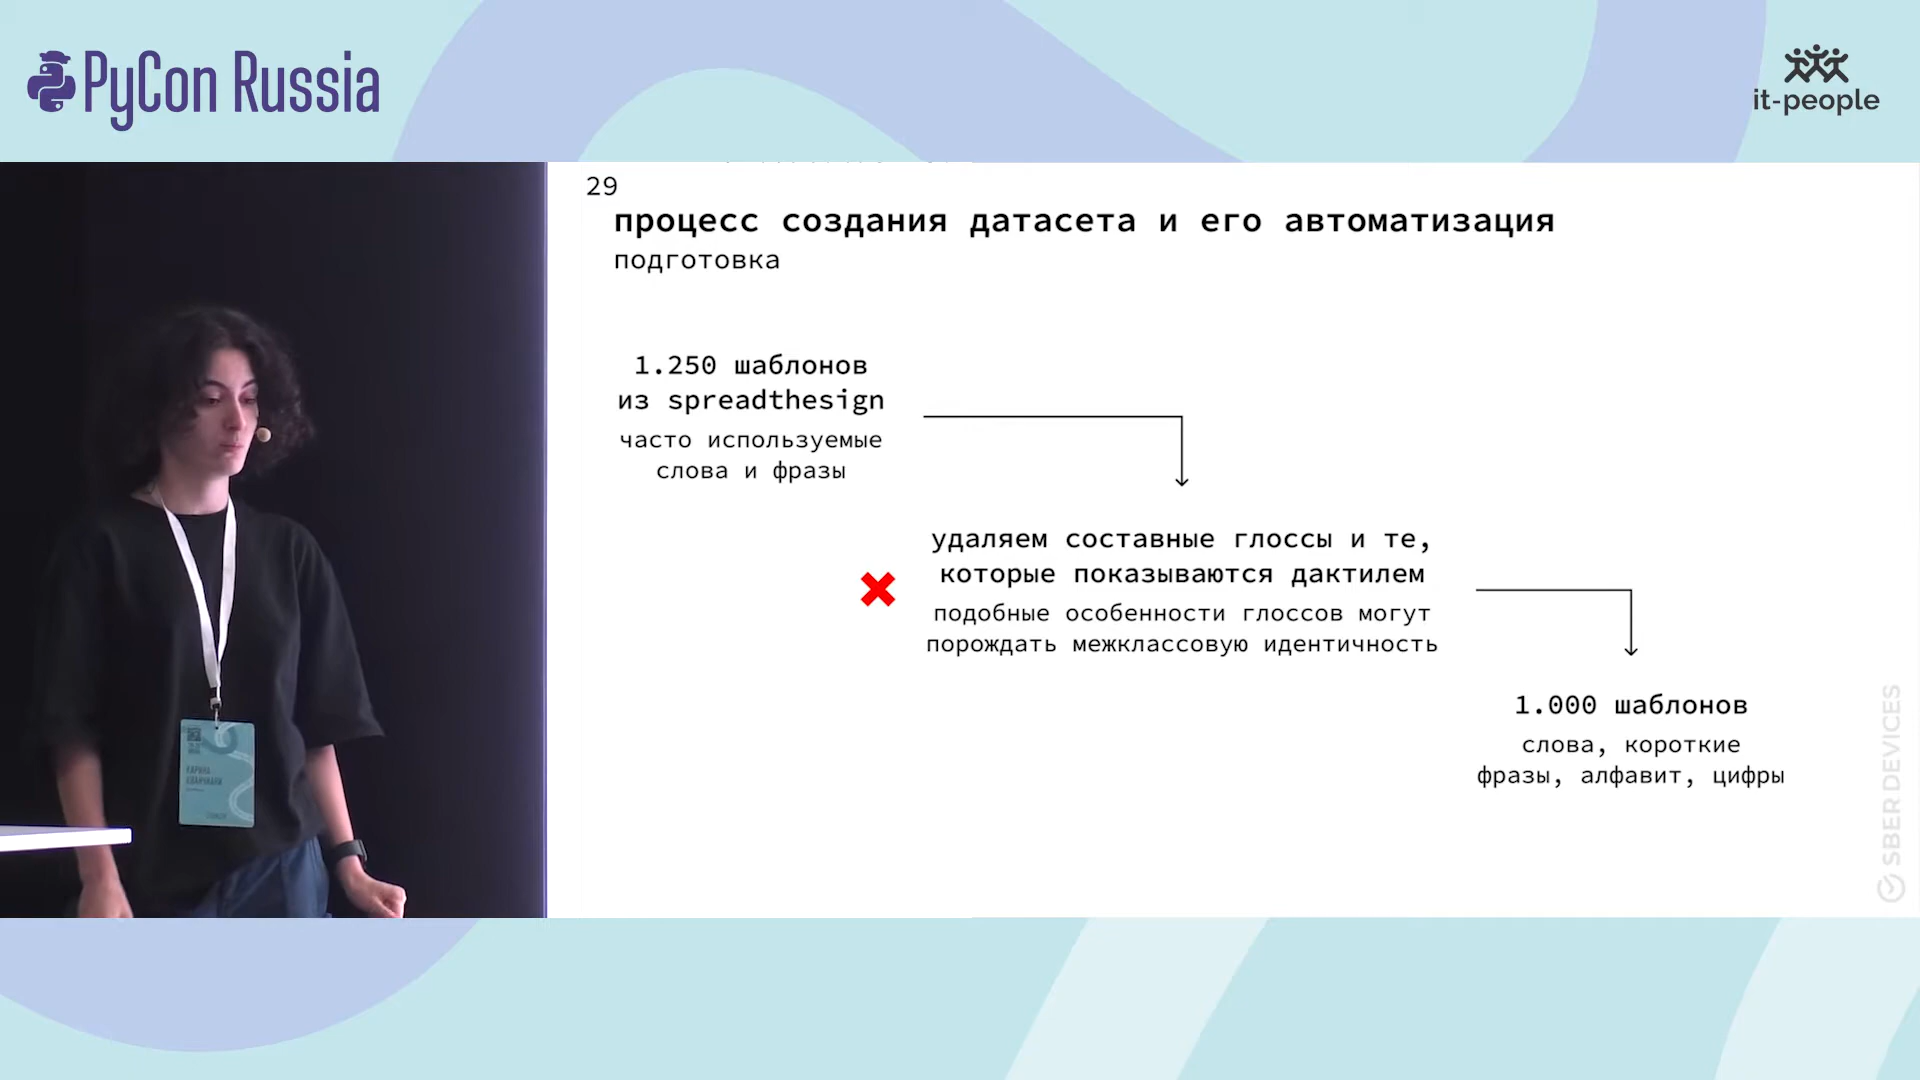 PyCon Russia
it-people
29
процесс создания датасета и его автоматизация
подготовка
1.250 шаблонов
из spreadthesign
часто используемые
слова и фразы
удаляем составные глоссы и те,
которые показываются дактилем
подобные особенности глоссов могут
порождать межклассовую идентичность
1.000 шаблонов
слова, короткие
фразы, алфавит, цифры
SBER DEVICES
КАРИНА